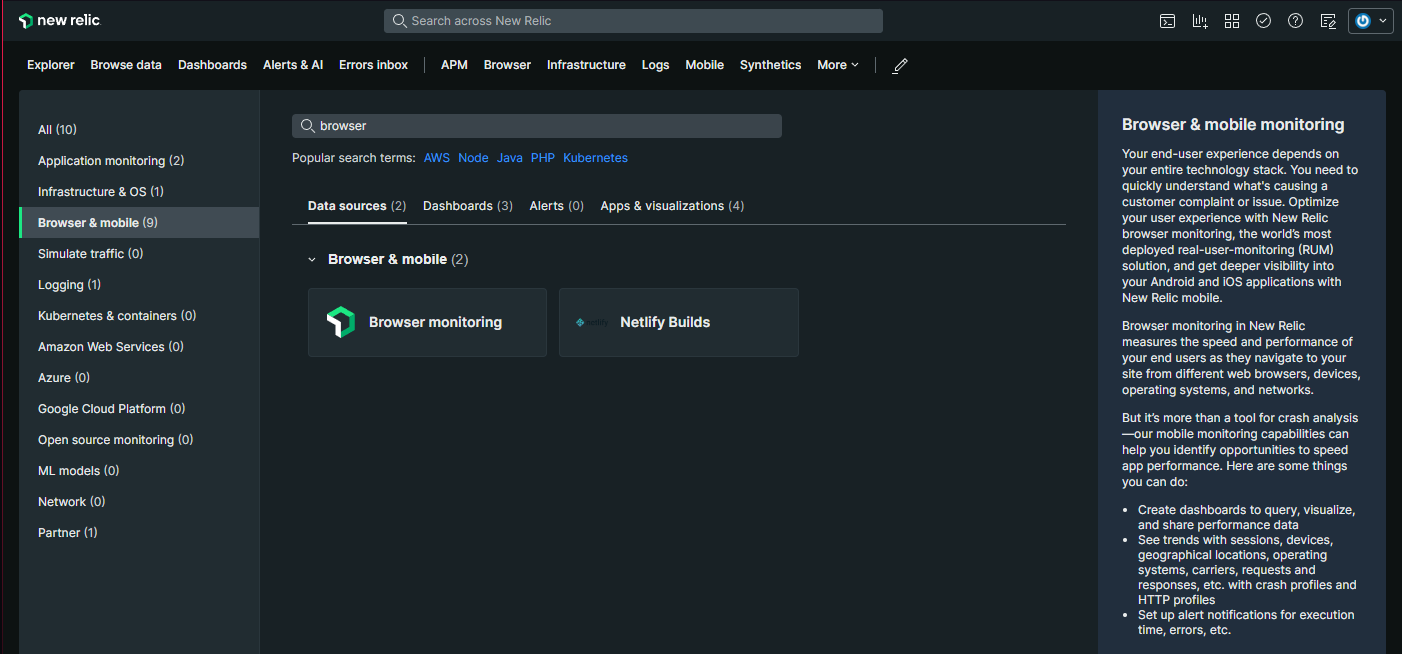 new relic
Search across New Relic
Explorer Browse data Dashboards Alerts & AI Errors inbox APM Browser Infrastructure Logs Mobile Synthetics More
All (10)
Application monitoring (2)
Infrastructure & OS (1)
Browser & mobile (9)
Simulate traffic (0)
Logging (1)
Kubernetes & containers (0)
Amazon Web Services (0)
Azure (0)
Google Cloud Platform (0)
Open source monitoring (0)
ML models (0)
Network (0)
Partner (1)
browser
Popular search terms: AWS Node Java PHP Kubernetes
Data sources (2) Dashboards (3) Alerts (0) Apps & visualizations (4)
Browser & mobile (2)
Browser monitoring
netlify Netlify Builds
Browser & mobile monitoring
Your end-user experience depends on
your entire technology stack. You need to
quickly understand what's causing a
customer complaint or issue. Optimize
your user experience with New Relic
browser monitoring, the world's most
deployed real-user-monitoring (RUM)
solution, and get deeper visibility into
your Android and iOS applications with
New Relic mobile.
Browser monitoring in New Relic
measures the speed and performance of
your end users as they navigate to your
site from different web browsers, devices,
operating systems, and networks.
But it's more than a tool for crash analysis
—our mobile monitoring capabilities can
help you identify opportunities to speed
app performance. Here are some things
you can do:
• Create dashboards to query, visualize,
and share performance data
• See trends with sessions, devices,
geographical locations, operating
systems, carriers, requests and
responses, etc. with crash profiles and
HTTP profiles
• Set up alert notifications for execution
time, errors, etc.